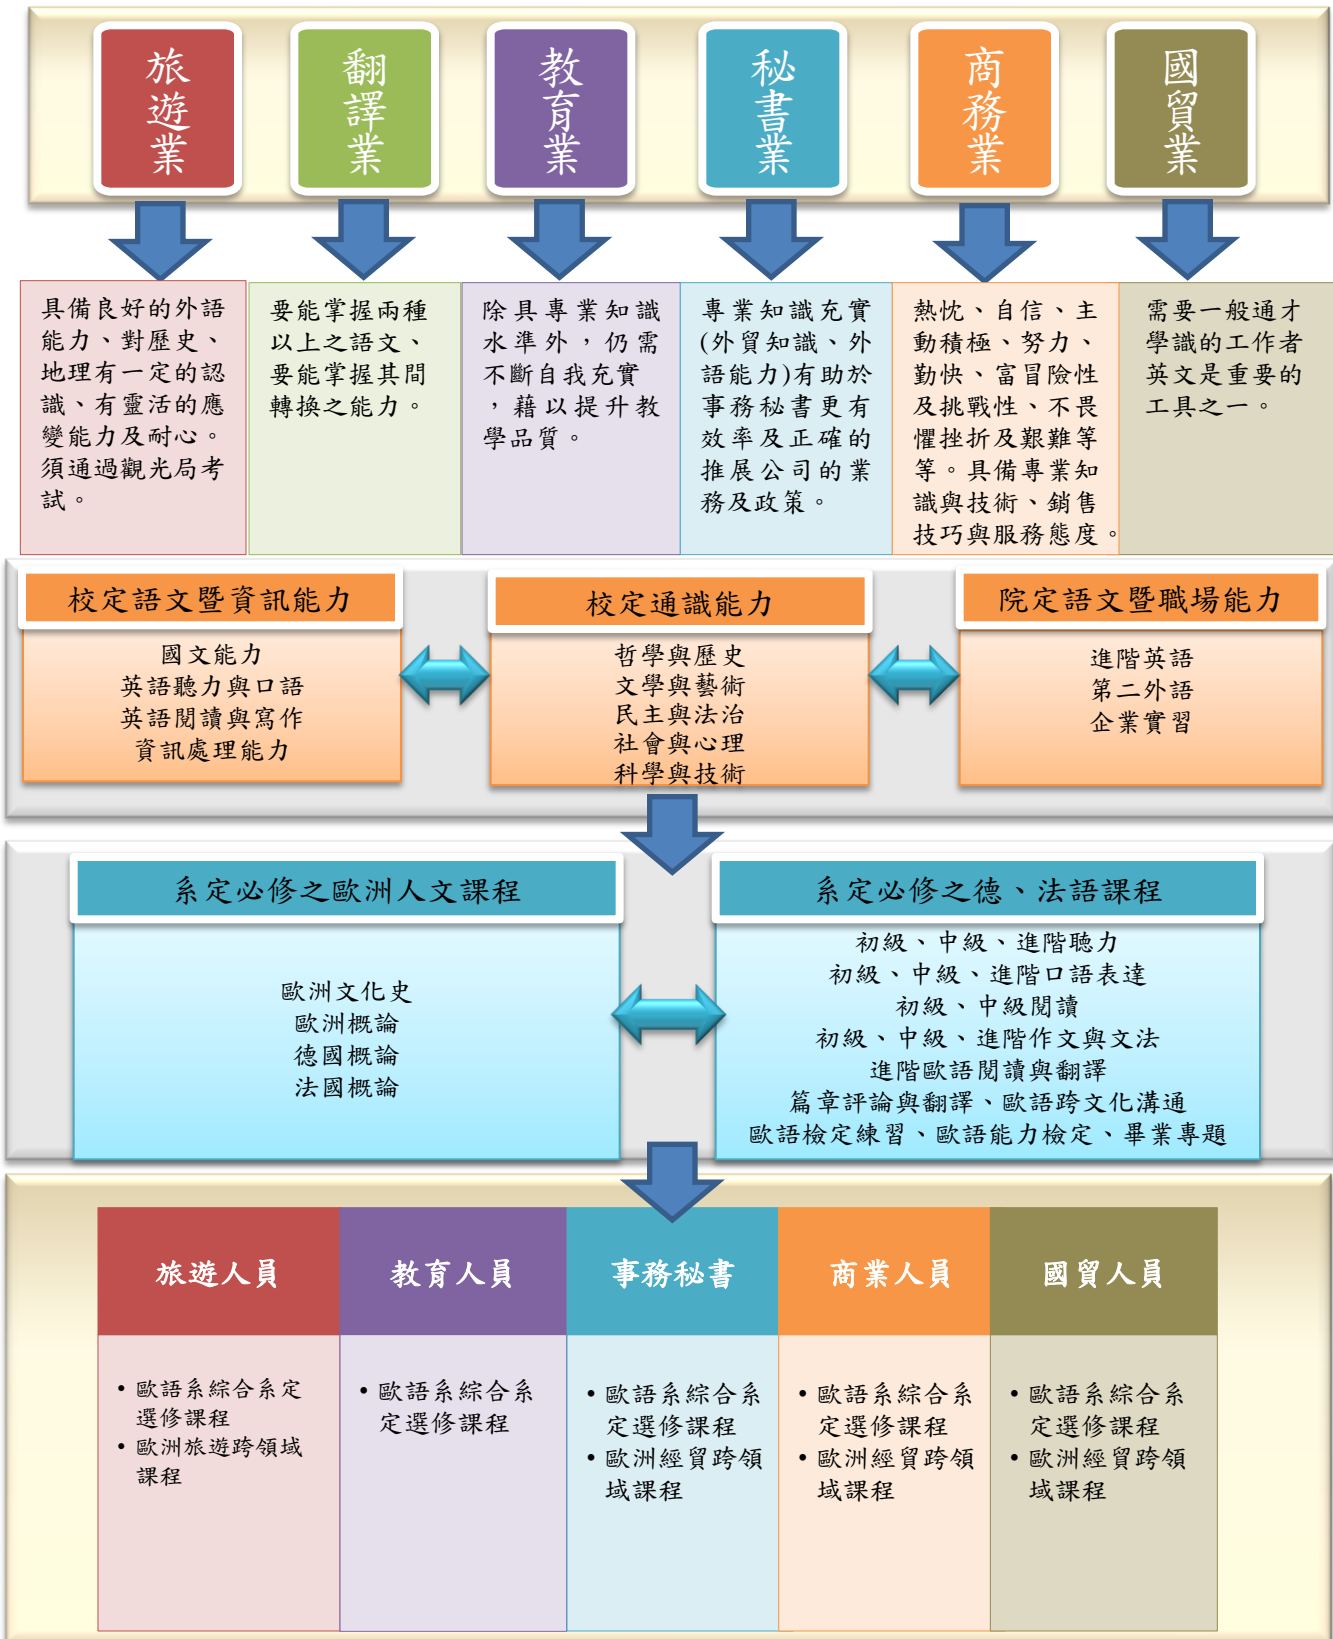 旅遊業
翻譯業
教育業
秘書業
商務業
國貿業
具備良好的外語
能力、對歷史、
地理有一定的認
識、有靈活的應
變能力及耐心。
須通過觀光局考
試。
要能掌握兩種
以上之語文、
要能掌握其間
轉換之能力。
除具專業知識
水準外，仍需
不斷自我充實
，藉以提升教
學品質。
專業知識充實
(外貿知識、外
語能力)有助於
事務秘書更有
效率及正確的
推展公司的業
務及政策。
熱忱、自信、主
動積極、努力、
勤快、富冒險性
及挑戰性、不畏
懼挫折及艱難等
等。具備專業知
識與技術、銷售
技巧與服務態度。
需要一般通才
學識的工作者
英文是重要的
工具之一。
校定語文暨資訊能力
國文能力
英語聽力與口語
英語閱讀與寫作
資訊處理能力
校定通識能力
哲學與歷史
文學與藝術
民主與法治
社會與心理
科學與技術
院定語文暨職場能力
進階英語
第二外語
企業實習
系定必修之歐洲人文課程
歐洲文化史
歐洲概論
德國概論
法國概論
系定必修之德、法語課程
初級、中級、進階聽力
初級、中級、進階口語表達
初級、中級閱讀
初級、中級、進階作文與文法
進階歐語閱讀與翻譯
篇章評論與翻譯、歐語跨文化溝通
歐語檢定練習、歐語能力檢定、畢業專題
旅遊人員
• 歐語系綜合系定
選修課程
• 歐洲旅遊跨領域
課程
教育人員
• 歐語系綜合系
定選修課程
事務秘書
• 歐語系綜合系
定選修課程
• 歐洲經貿跨領
域課程
商業人員
• 歐語系綜合系
定選修課程
• 歐洲經貿跨領
域課程
國貿人員
• 歐語系綜合系
定選修課程
• 歐洲經貿跨領
域課程